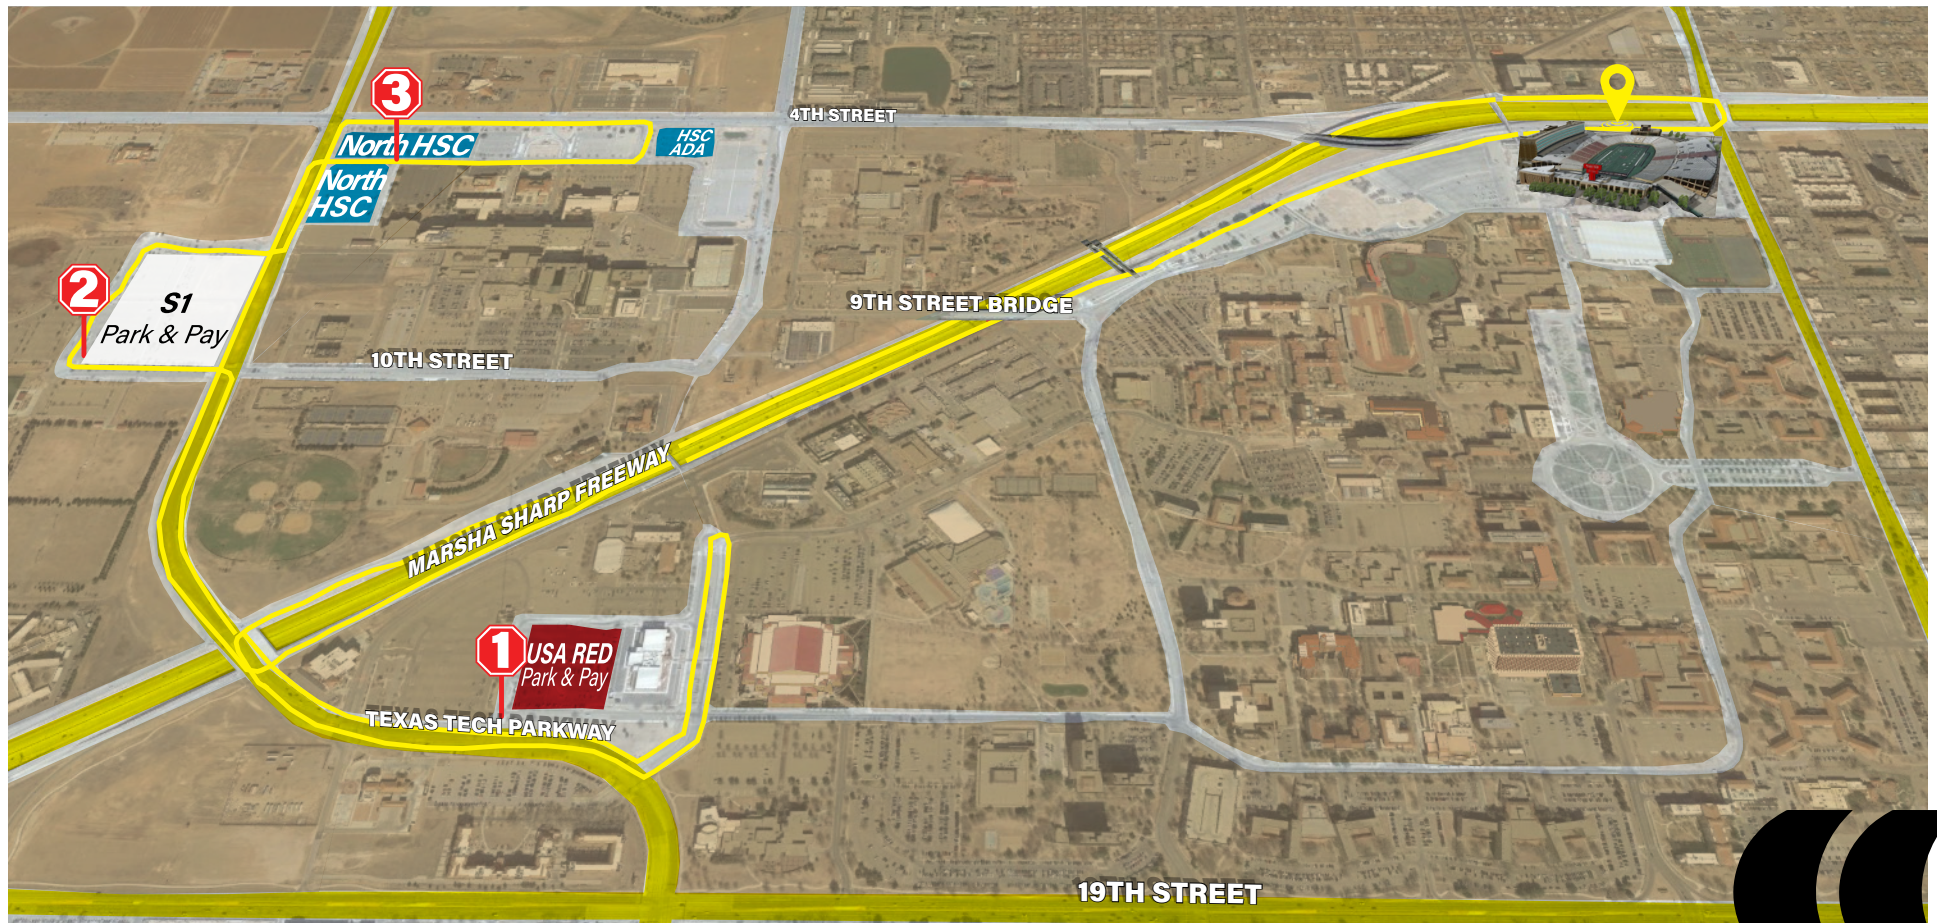 3
4TH STREET
North HSC
HSC
ADA
North
HSC
2
S1
Park & Pay
9TH STREET BRIDGE
10TH STREET
MARSHA SHARP FREEWAY
1
USA RED
Park & Pay
TEXAS TECH PARKWAY
19TH STREET